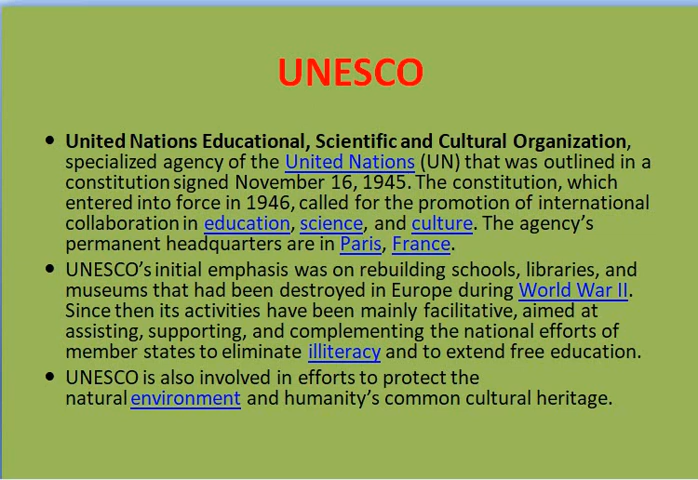 UNESCO
• United Nations Educational, Scientific and Cultural Organization,
specialized agency of the United Nations (UN) that was outlined in a
constitution signed November 16, 1945. The constitution, which
entered into force in 1946, called for the promotion of international
collaboration in education, science, and culture. The agency’s
permanent headquarters are in Paris, France.
• UNESCO’s initial emphasis was on rebuilding schools, libraries, and
museums that had been destroyed in Europe during World War II.
Since then its activities have been mainly facilitative, aimed at
assisting, supporting, and complementing the national efforts of
member states to eliminate illiteracy and to extend free education.
• UNESCO is also involved in efforts to protect the
natural environment and humanity’s common cultural heritage.